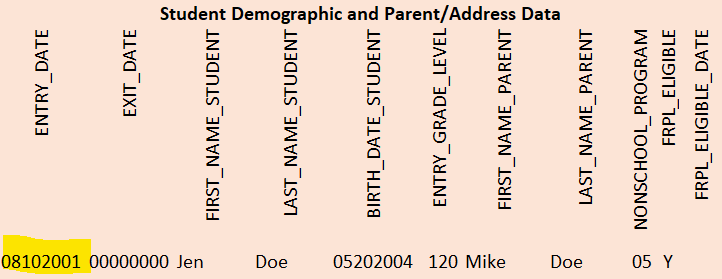 Student Demographic and Parent/Address Data
ENTRY_DATE
EXIT_DATE
FIRST_NAME_STUDENT
LAST_NAME_STUDENT
BIRTH_DATE_STUDENT
ENTRY_GRADE_LEVEL
FIRST_NAME_PARENT
LAST_NAME_PARENT
NONSCHOOL_PROGRAM
FRPL_ELIGIBLE
FRPL_ELIGIBLE_DATE
08102001 00000000 Jen Doe 05202004 120 Mike Doe 05 Y